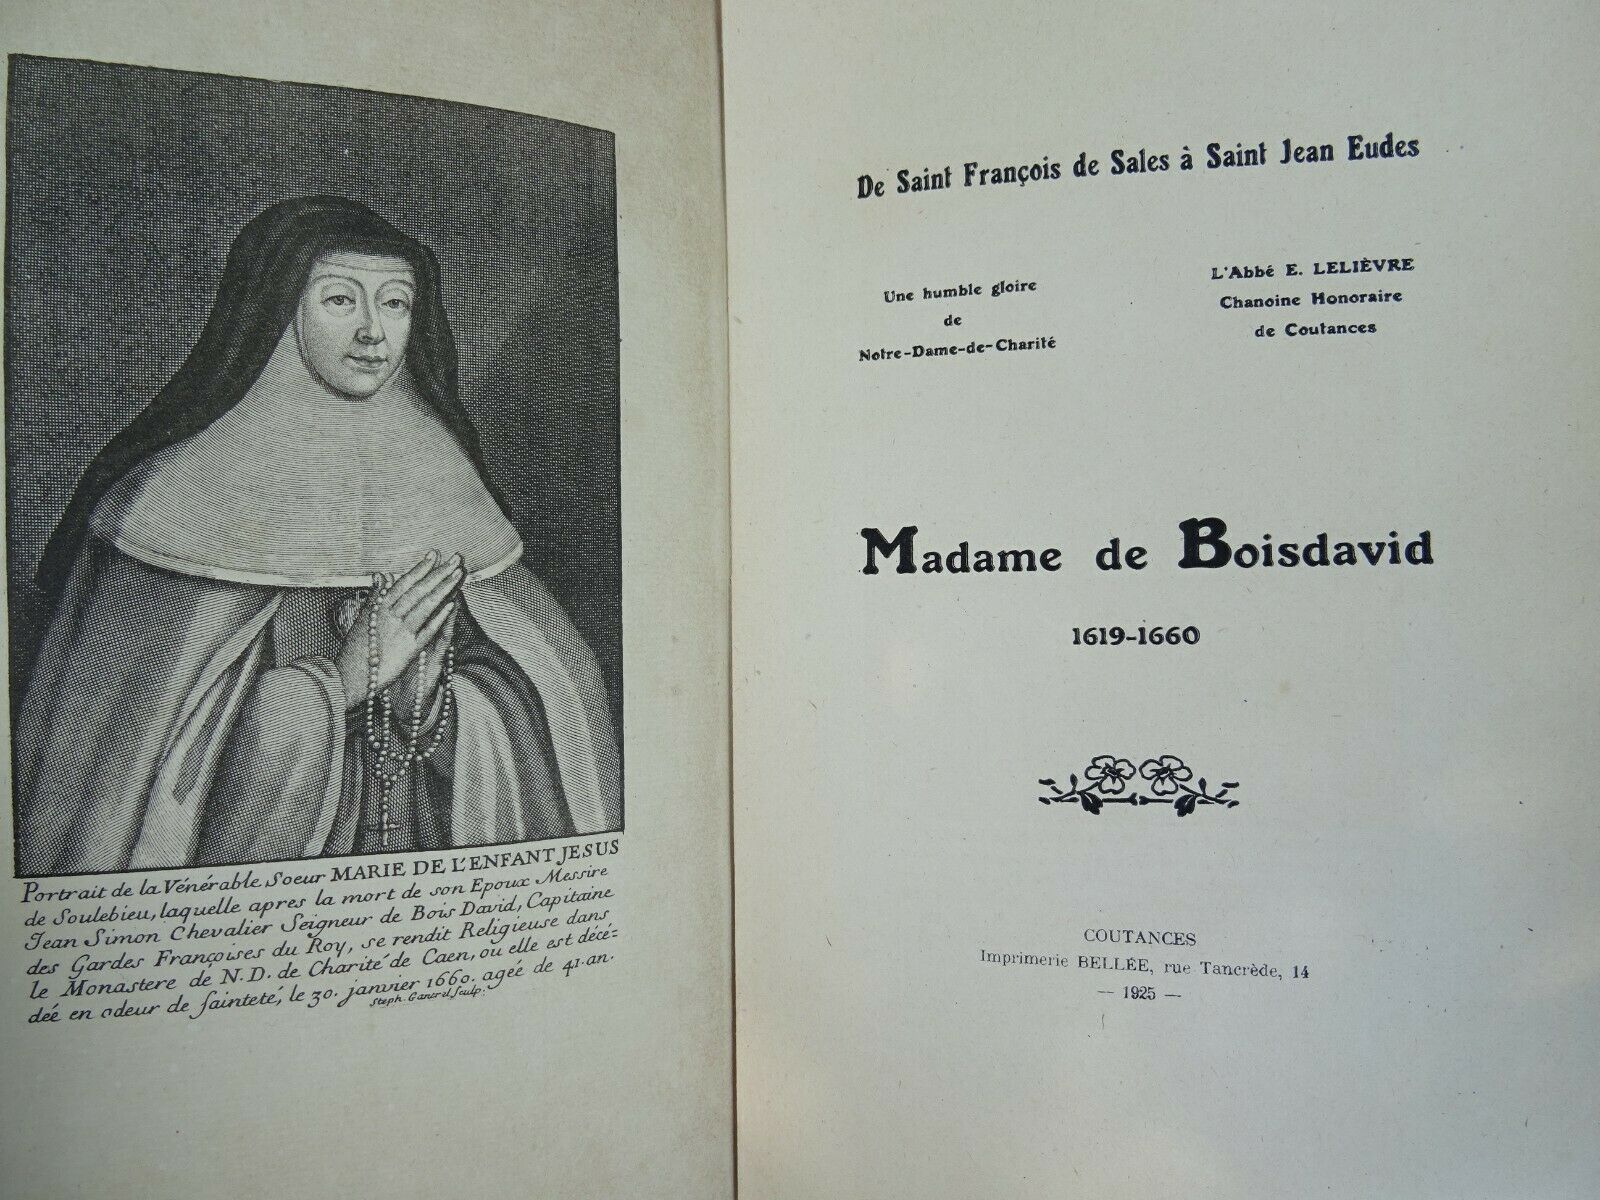 Portrait de la Vénérable Soeur MARIE DE L'ENFANT JESUS
de Soulebieu, laquelle apres la mort de son Epoux Messire
Jean Simon Chevalier Seigneur de Bois David, Capitaine
des Gardes Françoises du Roy, se rendit Religieuse dans
le Monastere de N.D. de Charité de Caen, ou elle est décé=
dée en odeur de sainteté, le 30. janvier 1660. agée de 41. an.
Steph. Sculp.
De Saint François de Sales à Saint Jean Eudes
Une humble gloire
de
Notre-Dame-de-Charité
L'Abbé E. LELIÈVRE
Chanoine Honoraire
de Coutances
Madame de Boisdavid
1619-1660
COUTANCES
Imprimerie BELLÉE, rue Tancrède, 14
— 1925 —